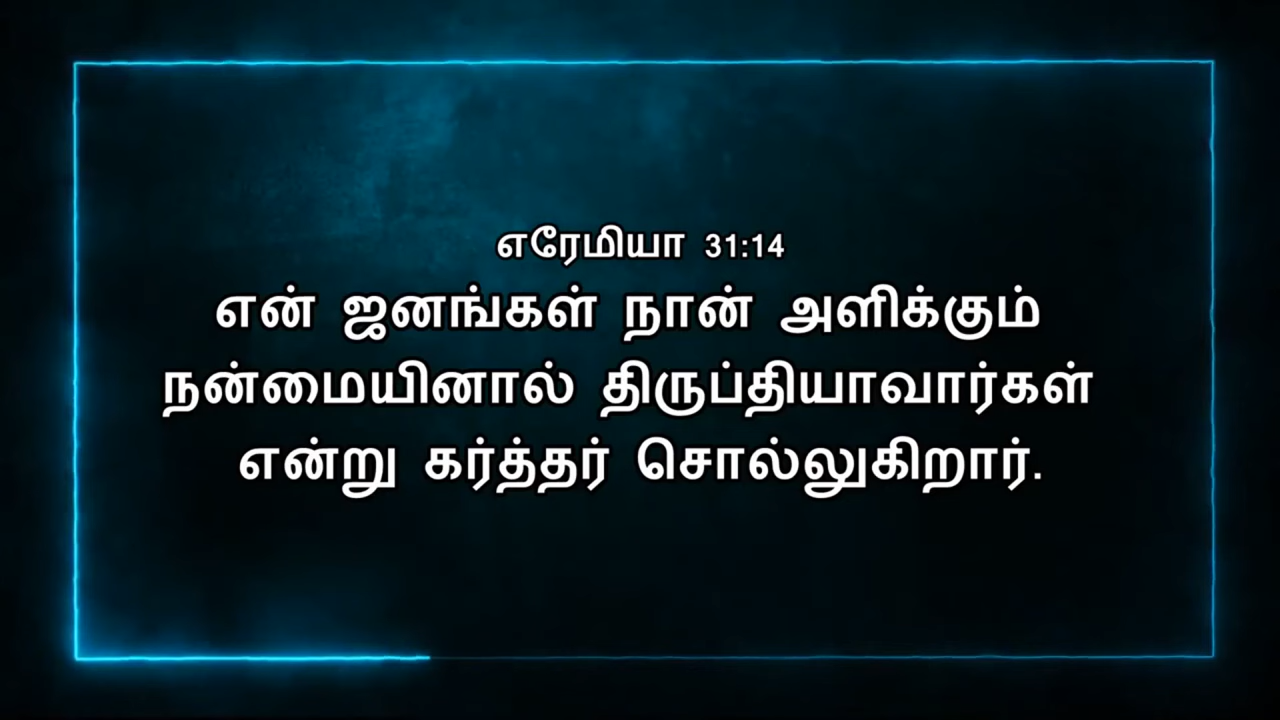 எரேமியா 31:14
என் ஜனங்கள் நான் அளிக்கும்
நன்மையினால் திருப்தியாவார்கள்
என்று கர்த்தர் சொல்லுகிறார்.